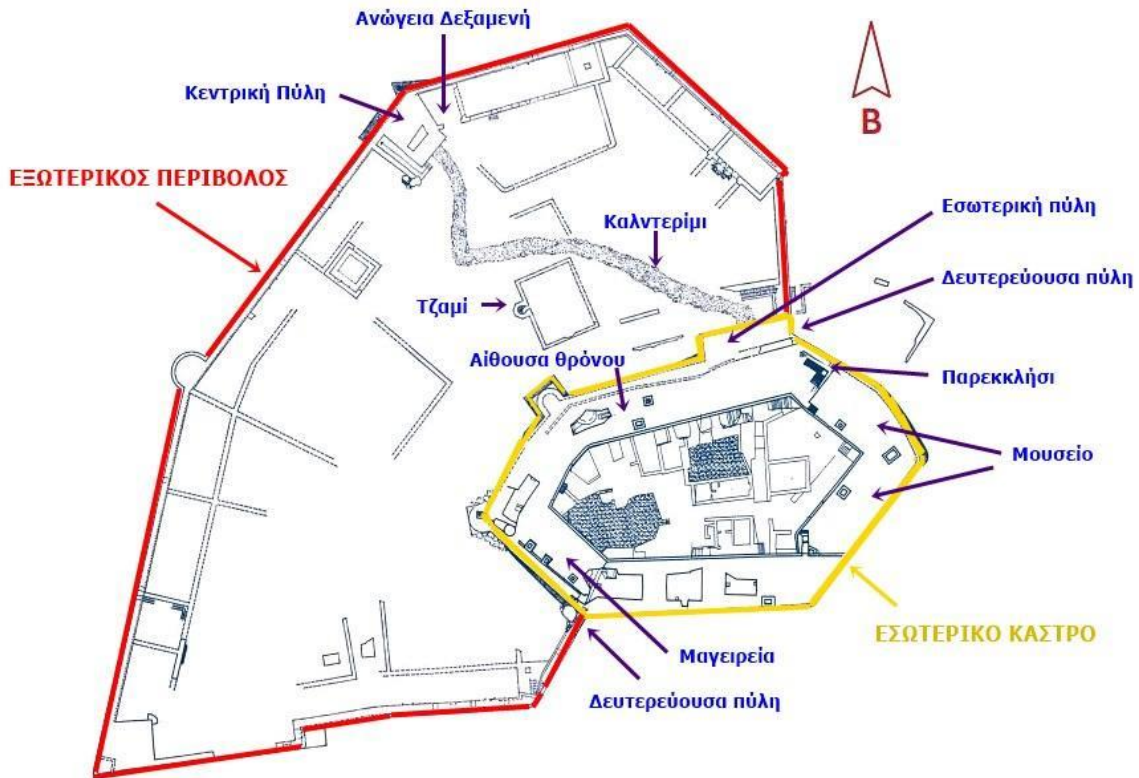 Ανώγεια Δεξαμενή
Κεντρική Πύλη
Β
ΕΞΩΤΕΡΙΚΟΣ ΠΕΡΙΒΟΛΟΣ
Εσωτερική πύλη
Καλντερίμι
Δευτερεύουσα πύλη
Τζαμί
Αίθουσα θρόνου
Παρεκκλήσι
Μουσείο
ΕΣΩΤΕΡΙΚΟ ΚΑΣΤΡΟ
Μαγειρεία
Δευτερεύουσα πύλη